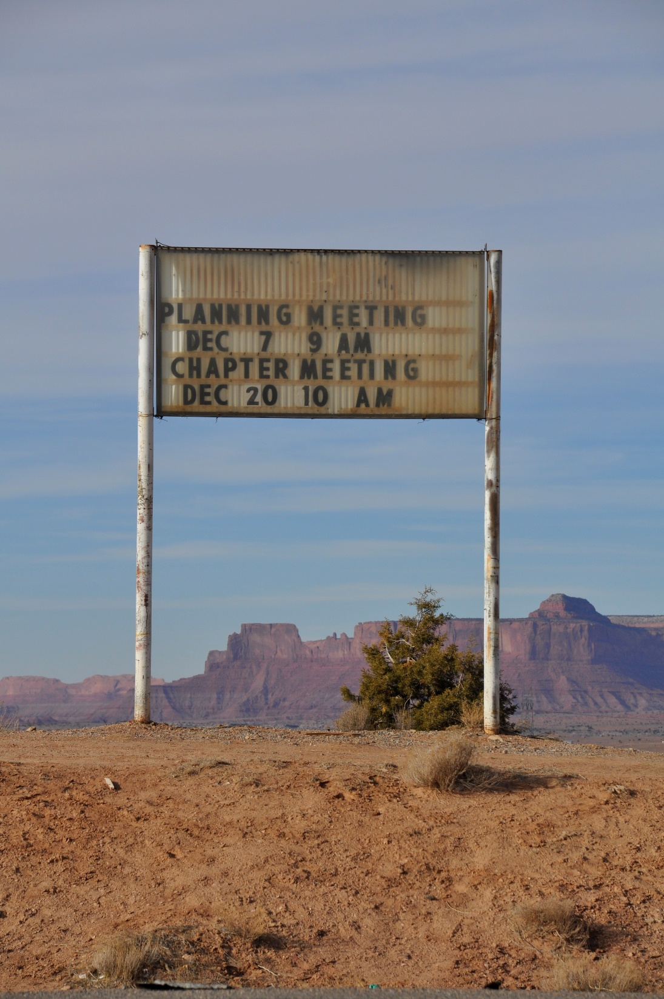 PLANNING MEETING
DEC 7 9 AM
CHAPTER MEETING
DEC 20 10 AM